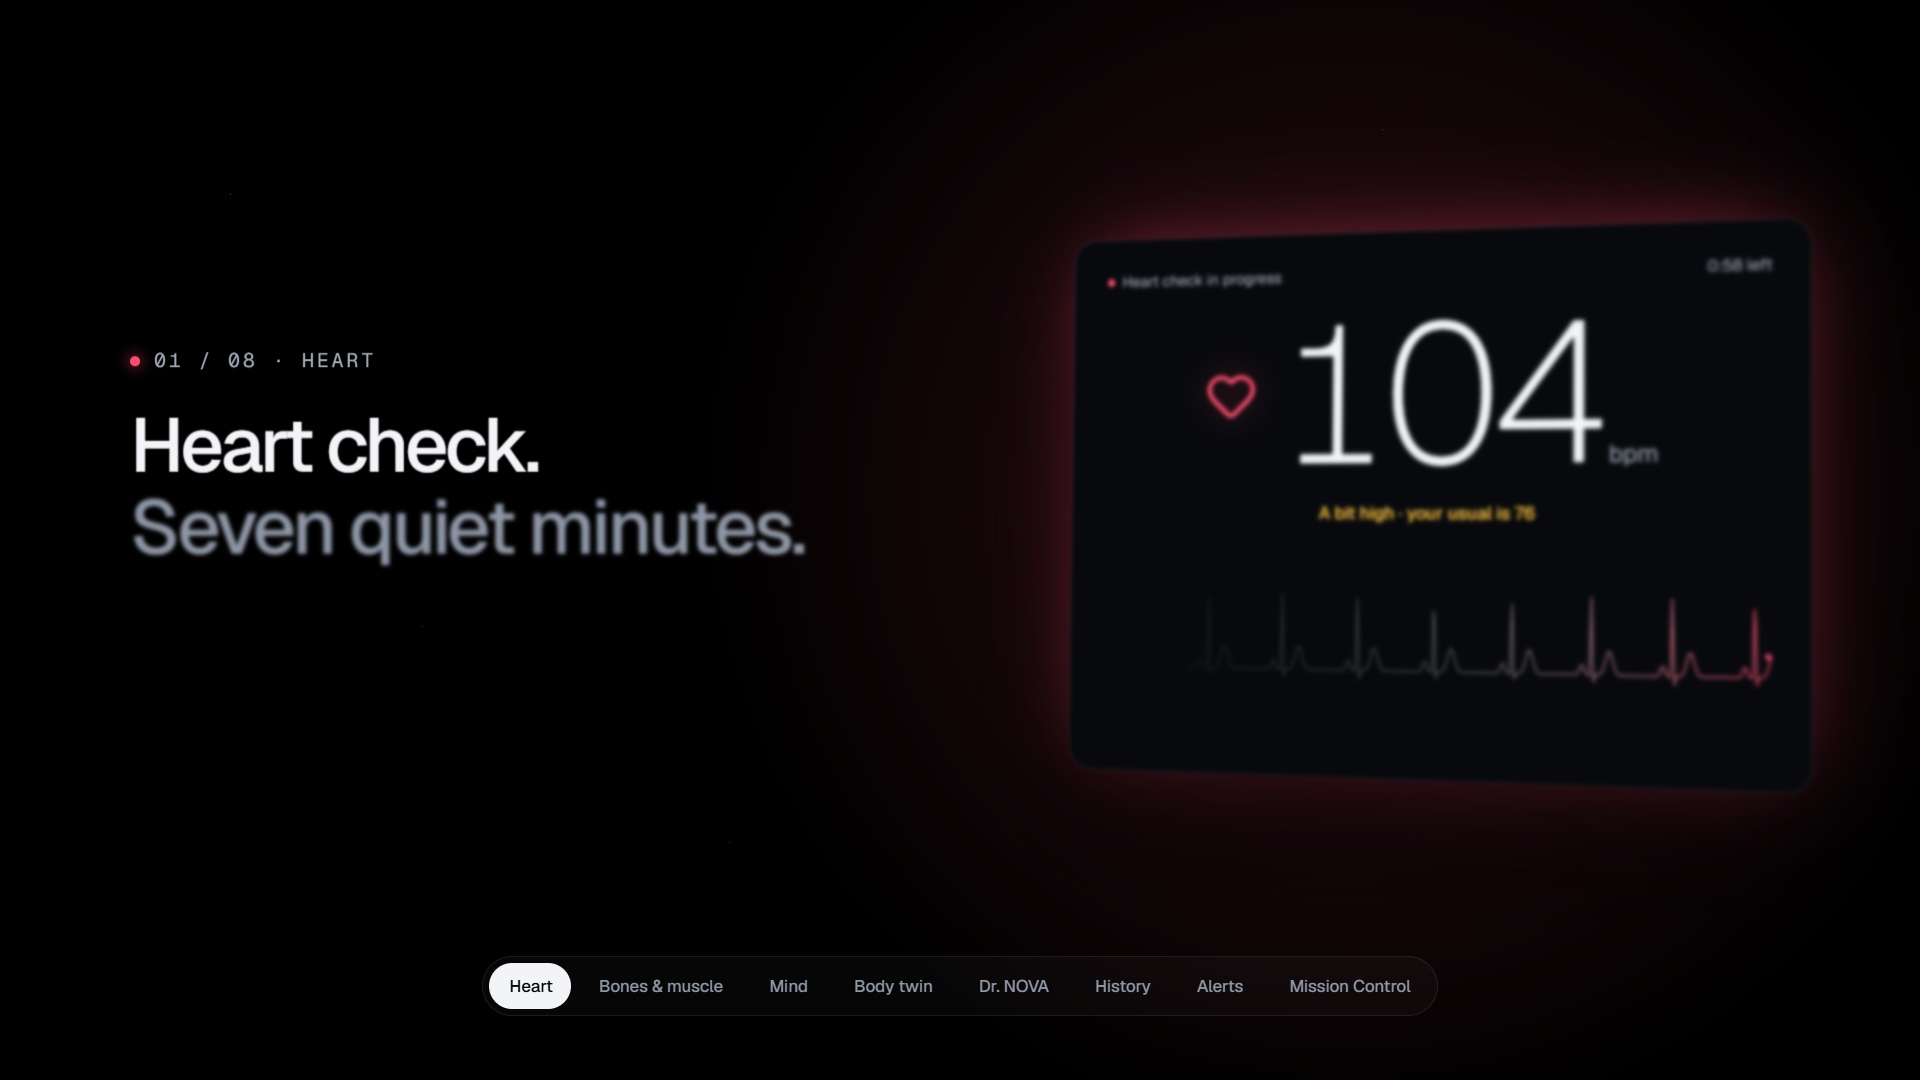 01 / 08 · HEART
Heart check.
Seven quiet minutes.
Heart check in progress
0:58 left
104 bpm
A bit high · your usual is 76
Heart
Bones & muscle
Mind
Body twin
Dr. NOVA
History
Alerts
Mission Control